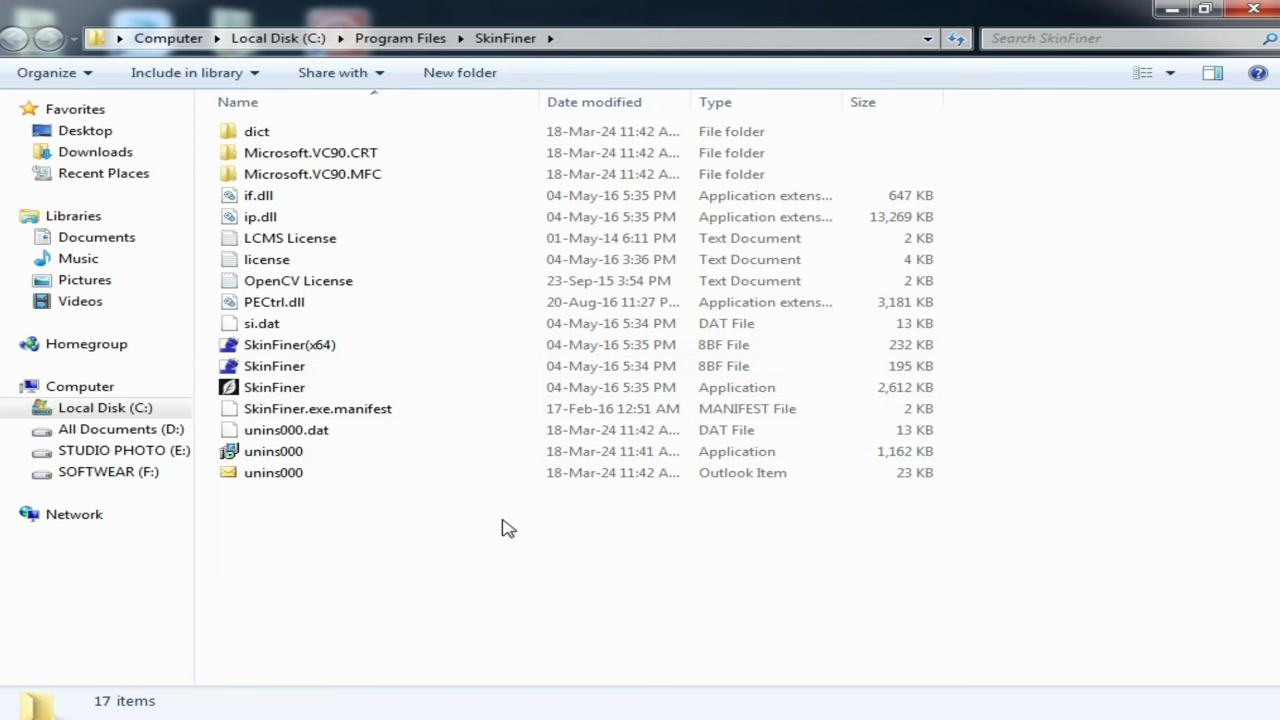 Computer Local Disk (C:) Program Files SkinFiner Search SkinFiner
Organize Include in library Share with New folder
Name Date modified Type Size
Favorites
Desktop
Downloads
Recent Places
Libraries
Documents
Music
Pictures
Videos
Homegroup
Computer
Local Disk (C:)
All Documents (D:)
STUDIO PHOTO (E:)
SOFTWEAR (F:)
Network
dict 18-Mar-24 11:42 A... File folder
Microsoft.VC90.CRT 18-Mar-24 11:42 A... File folder
Microsoft.VC90.MFC 18-Mar-24 11:42 A... File folder
if.dll 04-May-16 5:35 PM Application extens... 647 KB
ip.dll 04-May-16 5:35 PM Application extens... 13,269 KB
LCMS License 01-May-14 6:11 PM Text Document 2 KB
license 04-May-16 3:36 PM Text Document 4 KB
OpenCV License 23-Sep-15 3:54 PM Text Document 2 KB
PECtrl.dll 20-Aug-16 11:27 P... Application extens... 3,181 KB
si.dat 04-May-16 5:34 PM DAT File 13 KB
SkinFiner(x64) 04-May-16 5:35 PM 8BF File 232 KB
SkinFiner 04-May-16 5:34 PM 8BF File 195 KB
SkinFiner 04-May-16 5:35 PM Application 2,612 KB
SkinFiner.exe.manifest 17-Feb-16 12:51 AM MANIFEST File 2 KB
unins000.dat 18-Mar-24 11:42 A... DAT File 13 KB
unins000 18-Mar-24 11:41 A... Application 1,162 KB
unins000 18-Mar-24 11:42 A... Outlook Item 23 KB
17 items